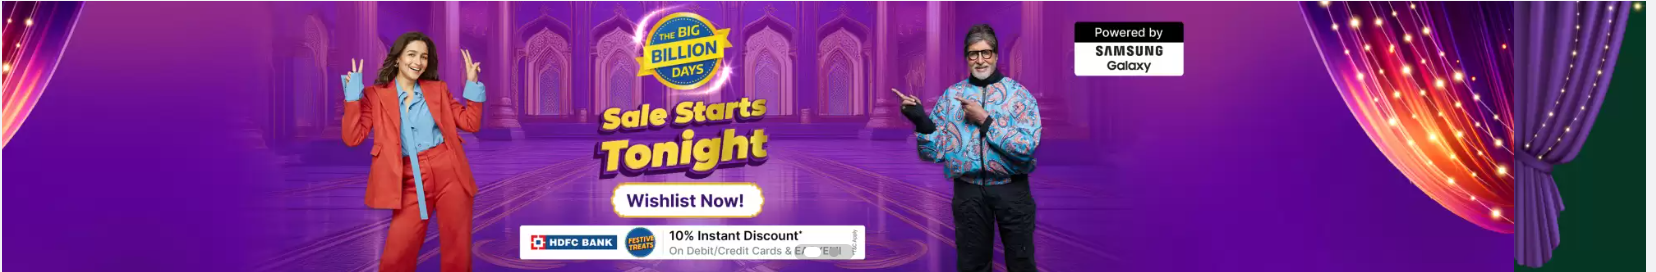 THE BIG
BILLION
DAYS
Sale Starts
Tonight
Wishlist Now!
HDFC BANK
FESTIVE
TREATS
10% Instant Discount*
On Debit/Credit Cards &
Powered by
SAMSUNG
Galaxy